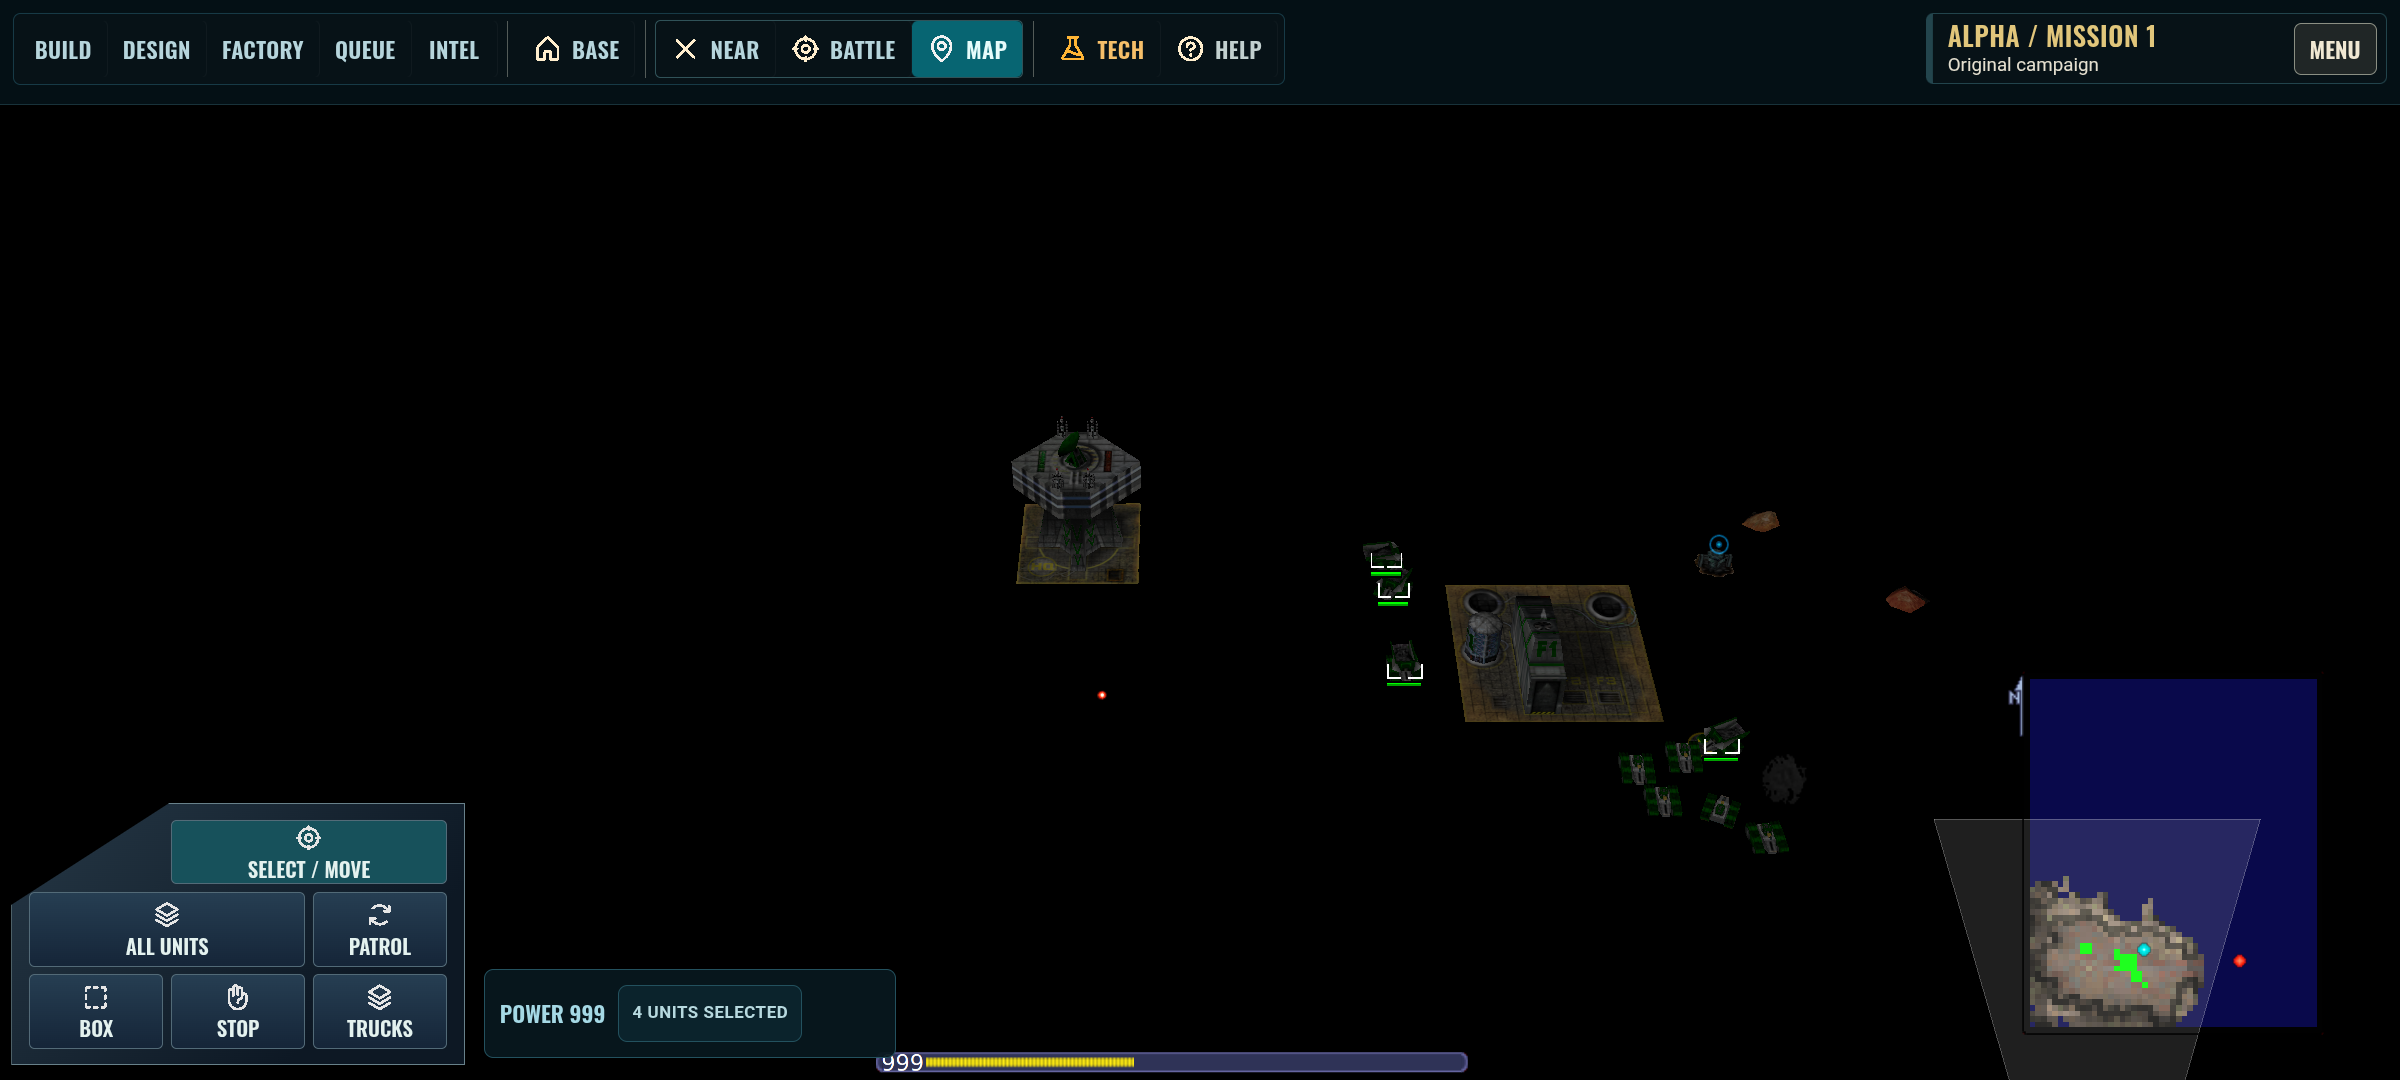 BUILD DESIGN FACTORY QUEUE INTEL BASE NEAR BATTLE MAP TECH HELP
ALPHA / MISSION 1
Original campaign
MENU
F1
N
SELECT / MOVE
ALL UNITS PATROL
BOX STOP TRUCKS
POWER 999 4 UNITS SELECTED
999